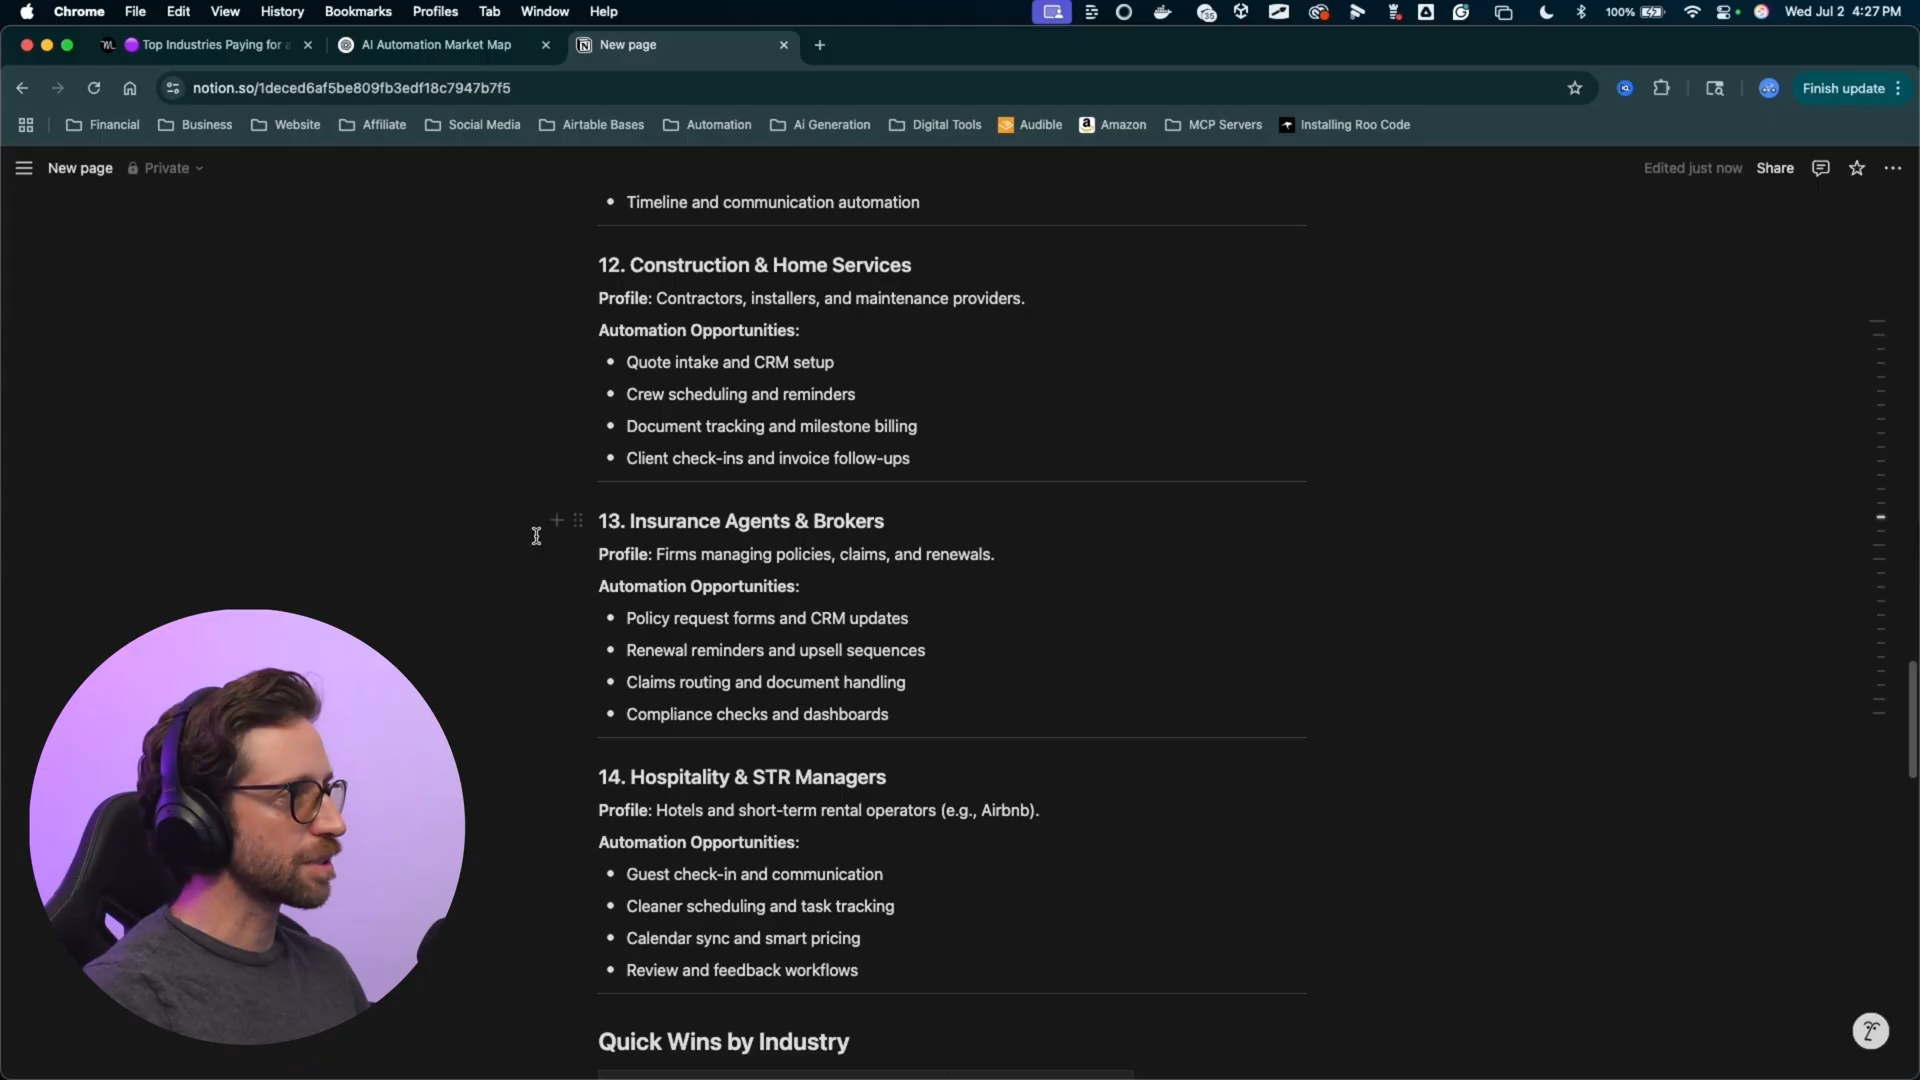 Chrome File Edit View History Bookmarks Profiles Tab Window Help 35 100% Wed Jul 2 4:27 PM
Top Industries Paying for AI Automation Market Map New page
notion.so/1deced6af5be809fb3edf18c7947b7f5 Finish update
Financial Business Website Affiliate Social Media Airtable Bases Automation Ai Generation Digital Tools Audible Amazon MCP Servers Installing Roo Code
New page Private Edited just now Share
• Timeline and communication automation
12. Construction & Home Services
Profile: Contractors, installers, and maintenance providers.
Automation Opportunities:
• Quote intake and CRM setup
• Crew scheduling and reminders
• Document tracking and milestone billing
• Client check-ins and invoice follow-ups
13. Insurance Agents & Brokers
Profile: Firms managing policies, claims, and renewals.
Automation Opportunities:
• Policy request forms and CRM updates
• Renewal reminders and upsell sequences
• Claims routing and document handling
• Compliance checks and dashboards
14. Hospitality & STR Managers
Profile: Hotels and short-term rental operators (e.g., Airbnb).
Automation Opportunities:
• Guest check-in and communication
• Cleaner scheduling and task tracking
• Calendar sync and smart pricing
• Review and feedback workflows
Quick Wins by Industry